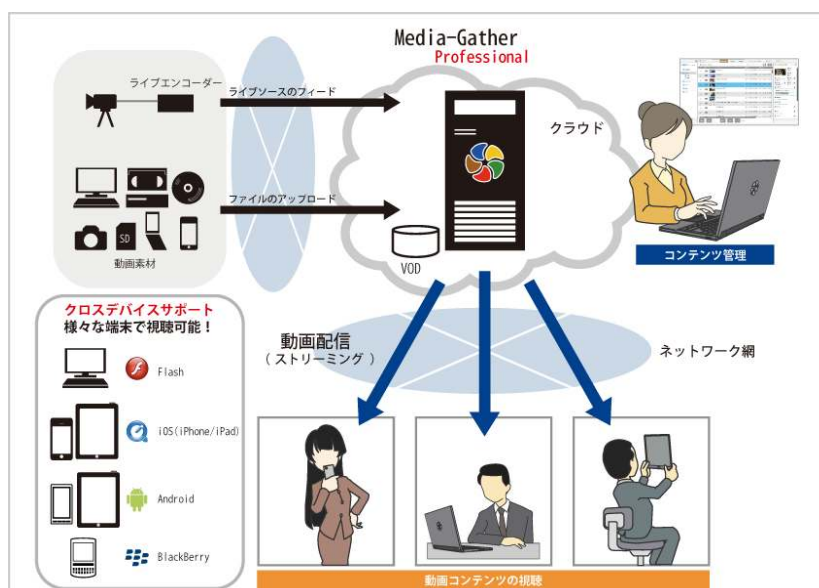 Media-Gather
Professional
ライブエンコーダー
ライブソースのフィード
クラウド
ファイルのアップロード
SD
動画素材
VOD
コンテンツ管理
クロスデバイスサポート
様々な端末で視聴可能！
Flash
iOS(iPhone/iPad)
Android
BlackBerry
動画配信
（ストリーミング）
ネットワーク網
動画コンテンツの視聴